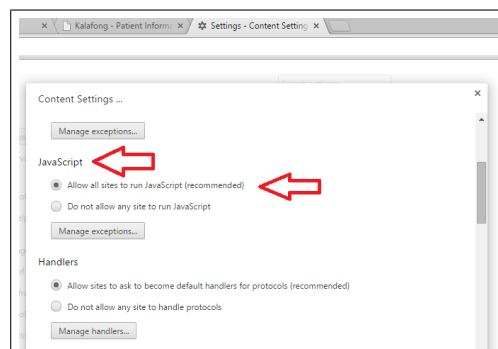 Kalafong - Patient Inform
Settings - Content Setting
Content Settings ...
Manage exceptions...
JavaScript
Allow all sites to run JavaScript (recommended)
Do not allow any site to run JavaScript
Manage exceptions...
Handlers
Allow sites to ask to become default handlers for protocols (recommended)
Do not allow any site to handle protocols
Manage handlers...